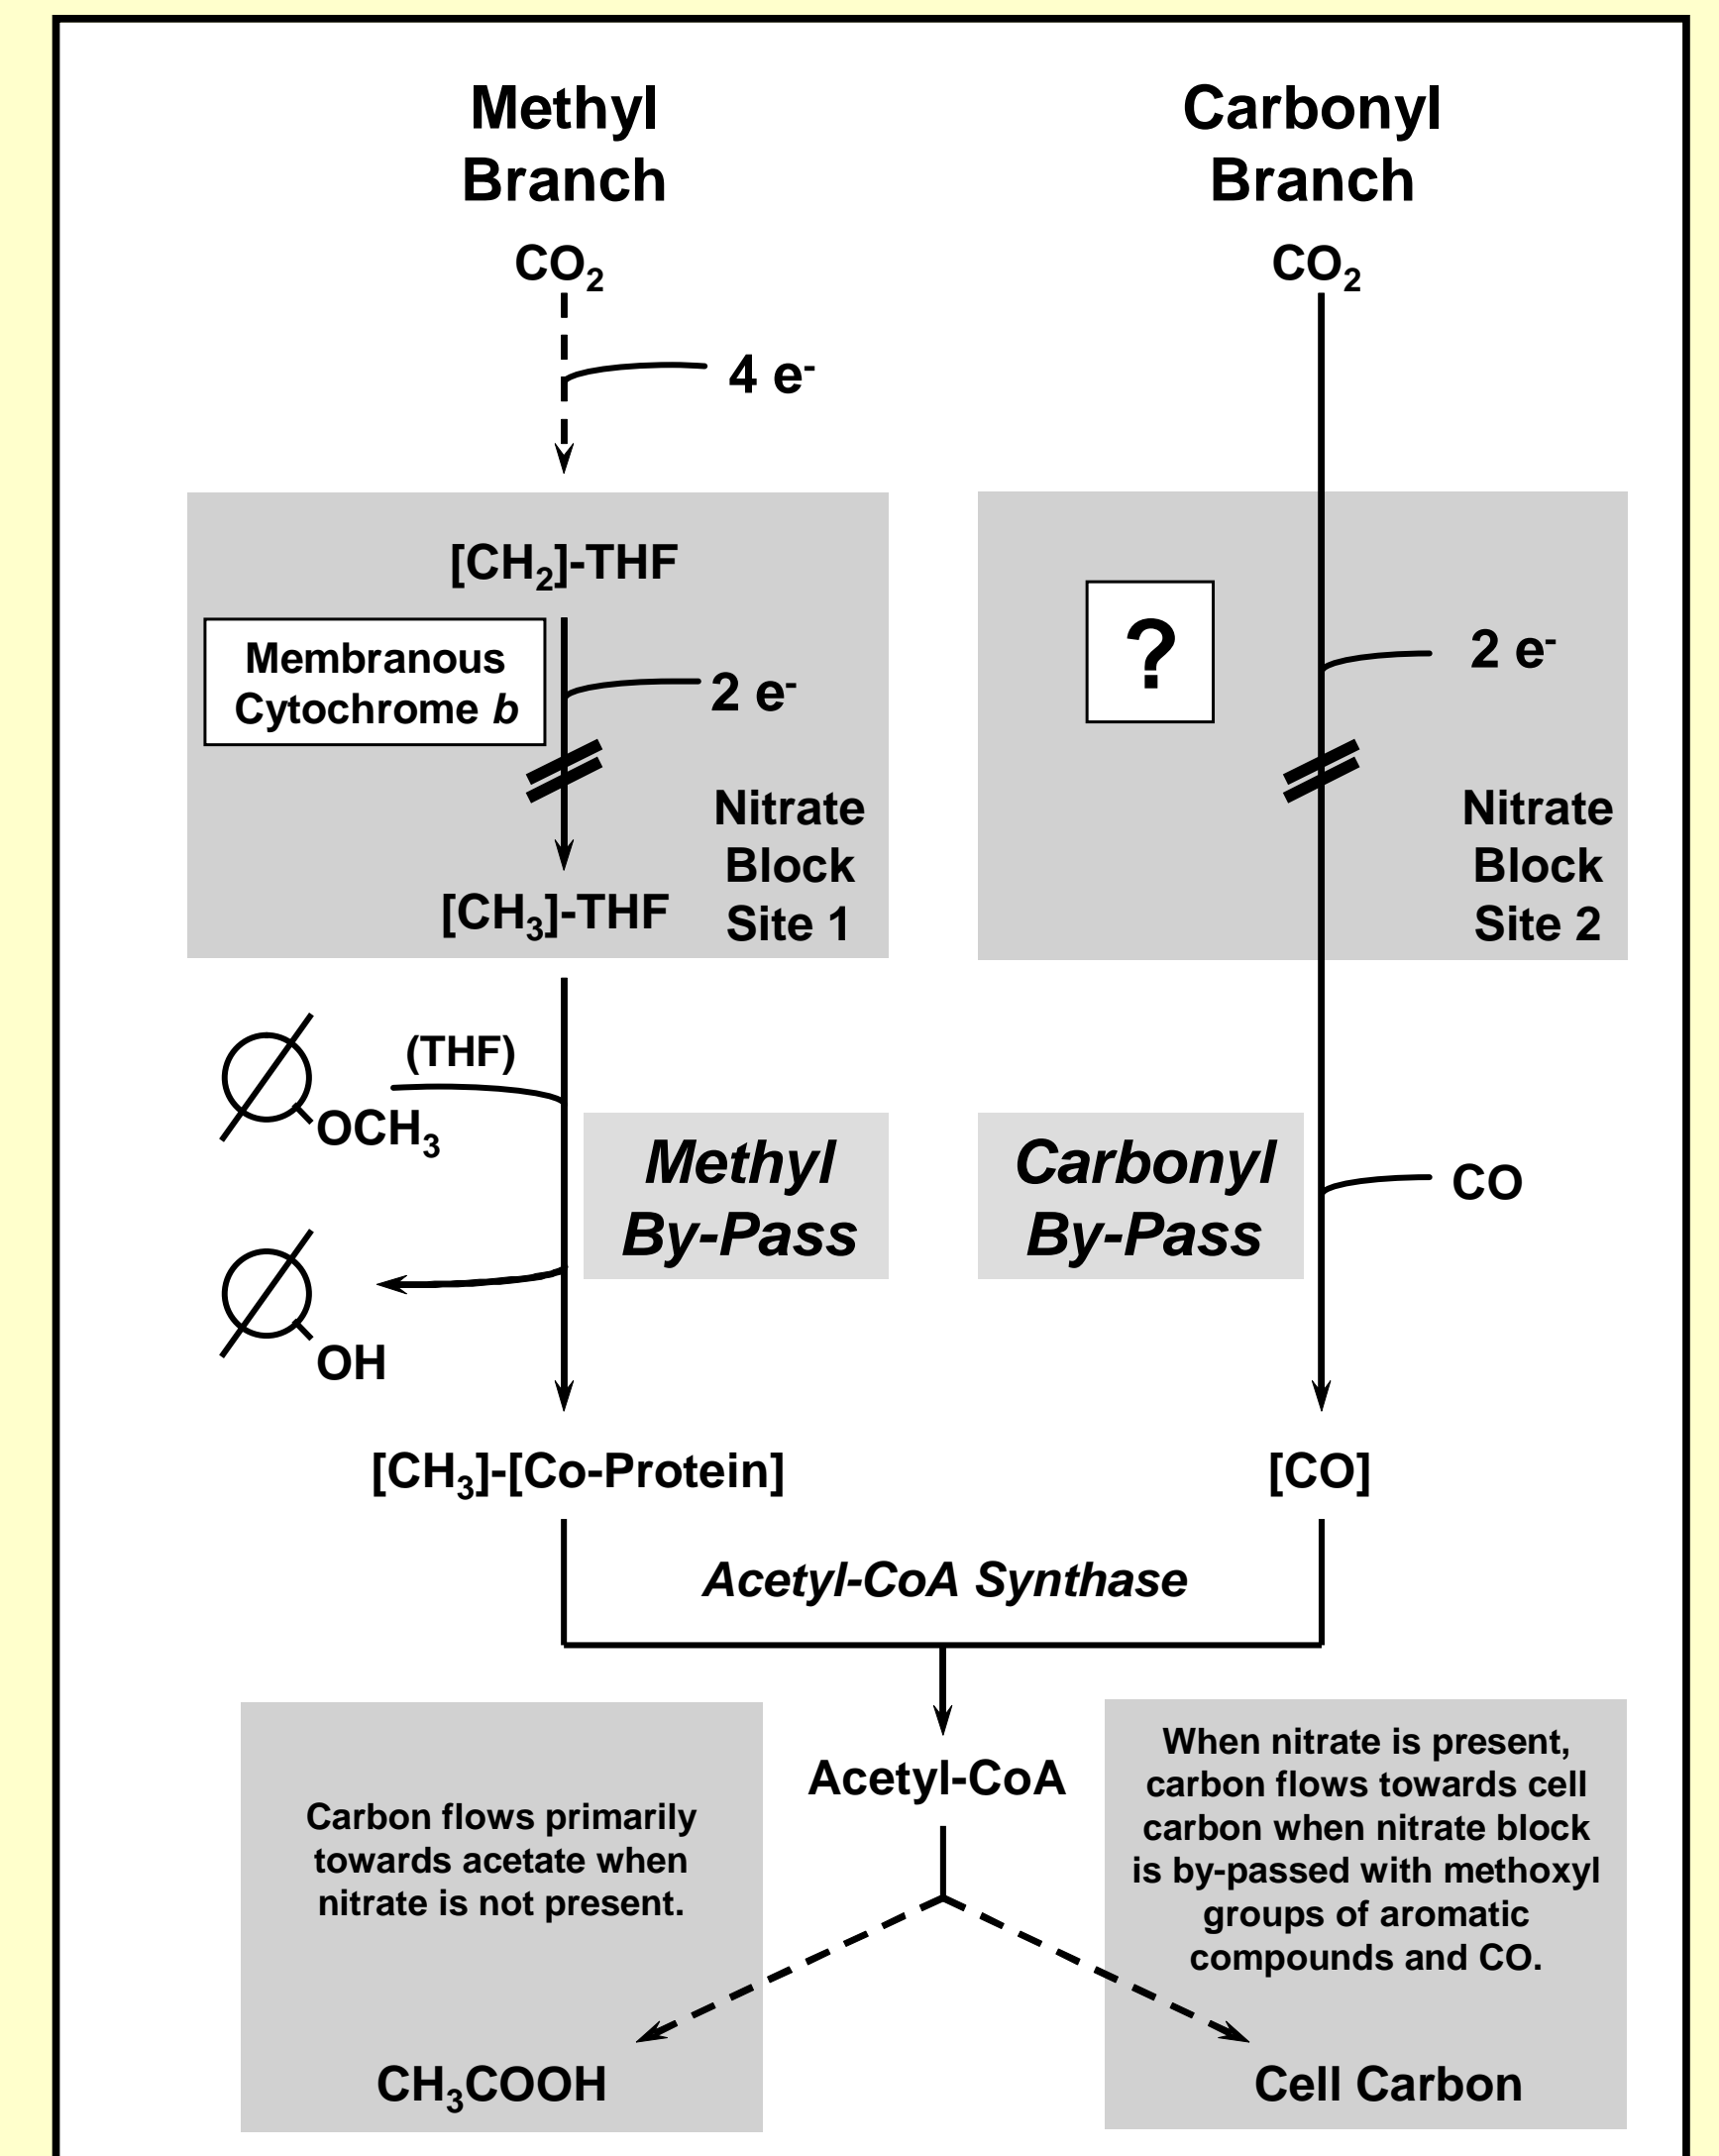 Methyl
Branch
Carbonyl
Branch
CO₂
CO₂
4 e⁻
[CH₂]-THF
Membranous
Cytochrome b
2 e⁻
Nitrate
Block
Site 1
[CH₃]-THF
?
2 e⁻
Nitrate
Block
Site 2
(THF)
OCH₃
Methyl
By-Pass
Carbonyl
By-Pass
CO
OH
[CH₃]-[Co-Protein]
[CO]
Acetyl-CoA Synthase
Acetyl-CoA
Carbon flows primarily
towards acetate when
nitrate is not present.
When nitrate is present,
carbon flows towards cell
carbon when nitrate block
is by-passed with methoxyl
groups of aromatic
compounds and CO.
CH₃COOH
Cell Carbon